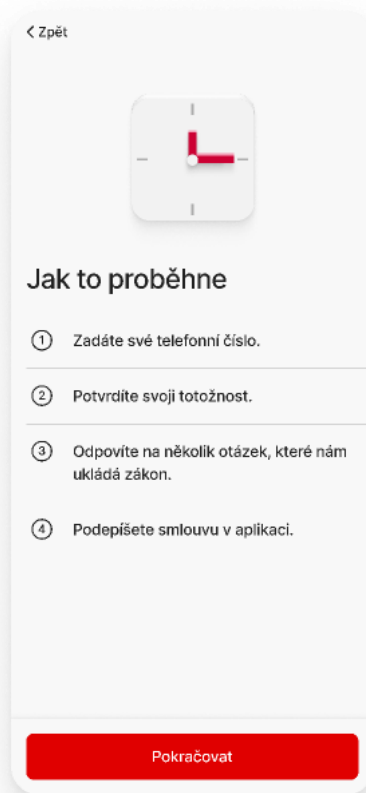 Zpět
Jak to proběhne
1 Zadáte své telefonní číslo.
2 Potvrdíte svoji totožnost.
3 Odpovíte na několik otázek, které nám
ukládá zákon.
4 Podepíšete smlouvu v aplikaci.
Pokračovat